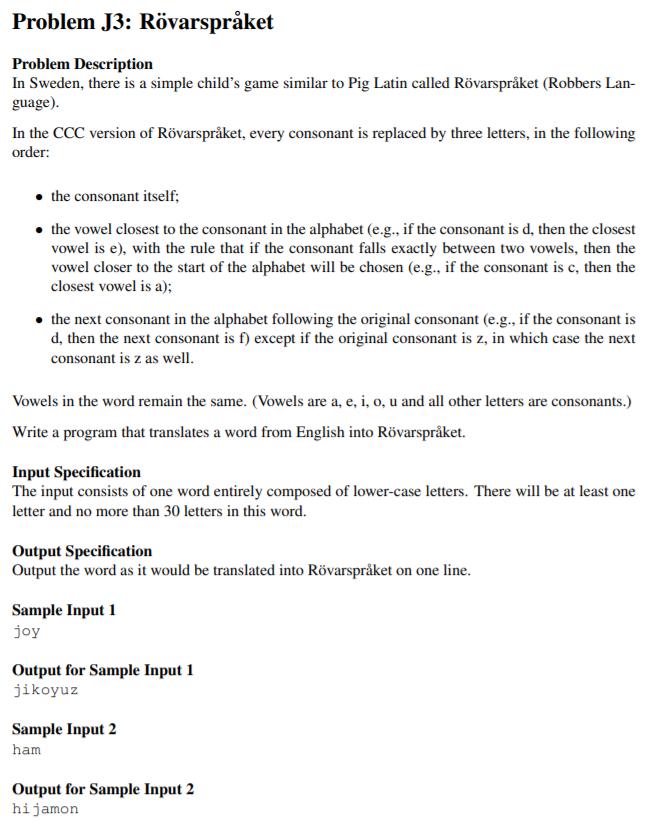 Problem J3: Rövarspråket
Problem Description
In Sweden, there is a simple child's game similar to Pig Latin called Rövarspråket (Robbers Lan-
guage).
In the CCC version of Rövarspråket, every consonant is replaced by three letters, in the following
order:
• the consonant itself;
• the vowel closest to the consonant in the alphabet (e.g., if the consonant is d, then the closest
vowel is e), with the rule that if the consonant falls exactly between two vowels, then the
vowel closer to the start of the alphabet will be chosen (e.g., if the consonant is c, then the
closest vowel is a);
• the next consonant in the alphabet following the original consonant (e.g., if the consonant is
d, then the next consonant is f) except if the original consonant is z, in which case the next
consonant is z as well.
Vowels in the word remain the same. (Vowels are a, e, i, o, u and all other letters are consonants.)
Write a program that translates a word from English into Rövarspråket.
Input Specification
The input consists of one word entirely composed of lower-case letters. There will be at least one
letter and no more than 30 letters in this word.
Output Specification
Output the word as it would be translated into Rövarspråket on one line.
Sample Input 1
joy
Output for Sample Input 1
jikoyuz
Sample Input 2
ham
Output for Sample Input 2
hijamon